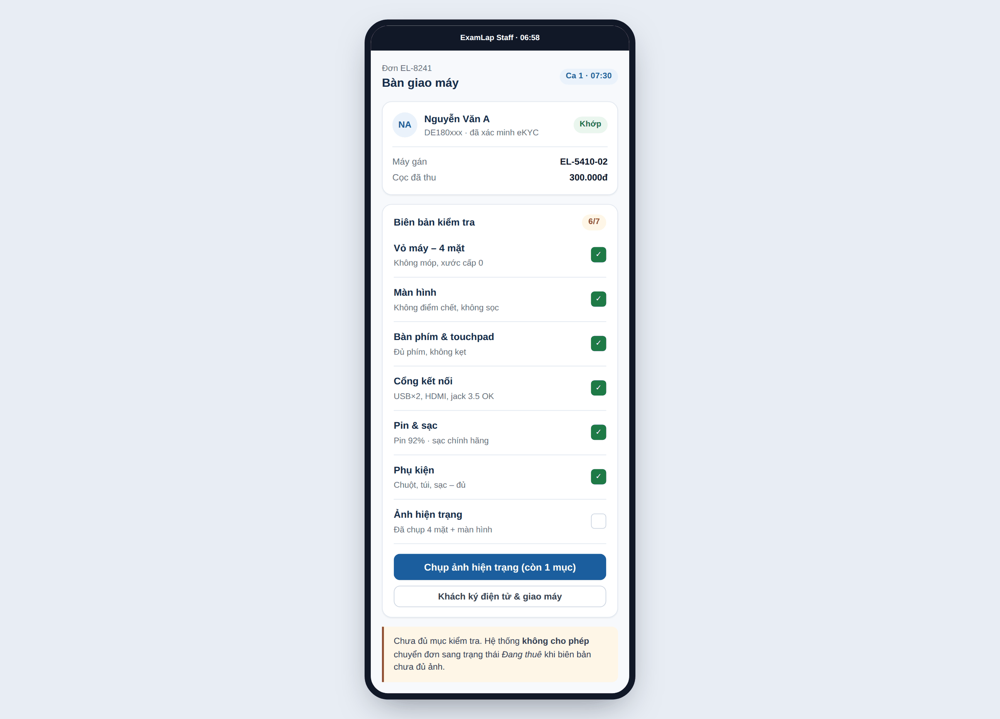 ExamLap Staff · 06:58
Đơn EL-8241
Bàn giao máy
Ca 1 · 07:30
NA
Nguyễn Văn A
DE180xxx · đã xác minh eKYC
Khớp
Máy gán
EL-5410-02
Cọc đã thu
300.000đ
Biên bản kiểm tra
6/7
Vỏ máy – 4 mặt
Không móp, xước cấp 0
✓
Màn hình
Không điểm chết, không sọc
✓
Bàn phím & touchpad
Đủ phím, không kẹt
✓
Cổng kết nối
USB×2, HDMI, jack 3.5 OK
✓
Pin & sạc
Pin 92% · sạc chính hãng
✓
Phụ kiện
Chuột, túi, sạc – đủ
✓
Ảnh hiện trạng
Đã chụp 4 mặt + màn hình
Chụp ảnh hiện trạng (còn 1 mục)
Khách ký điện tử & giao máy
Chưa đủ mục kiểm tra. Hệ thống không cho phép
chuyển đơn sang trạng thái Đang thuê khi biên bản
chưa đủ ảnh.